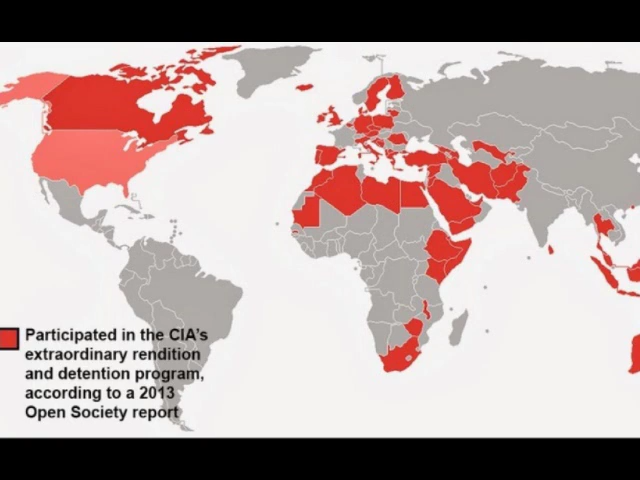 Participated in the CIA's
extraordinary rendition
and detention program,
according to a 2013
Open Society report